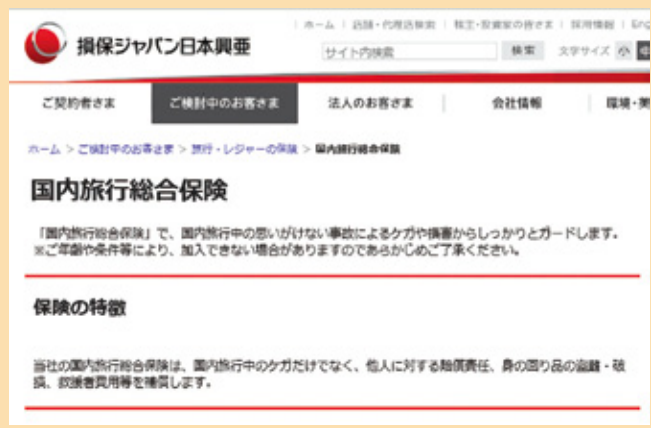 ホーム | 店舗・代理店検索 | 株主・投資家の皆さま | 採用情報 | Eng
損保ジャパン日本興亜
サイト内検索 検索 文字サイズ 小 中
ご契約者さま ご検討中のお客さま 法人のお客さま 会社情報 環境・美
ホーム > ご検討中のお客さま > 旅行・レジャーの保険 > 国内旅行総合保険
国内旅行総合保険
「国内旅行総合保険」で、国内旅行中の思いがけない事故によるケガや損害からしっかりとガードします。
※ご年齢や条件等により、加入できない場合がありますのであらかじめご了承ください。
保険の特徴
当社の国内旅行総合保険は、国内旅行中のケガだけでなく、他人に対する賠償責任、身の回り品の盗難・破
損、救援者費用等を補償します。